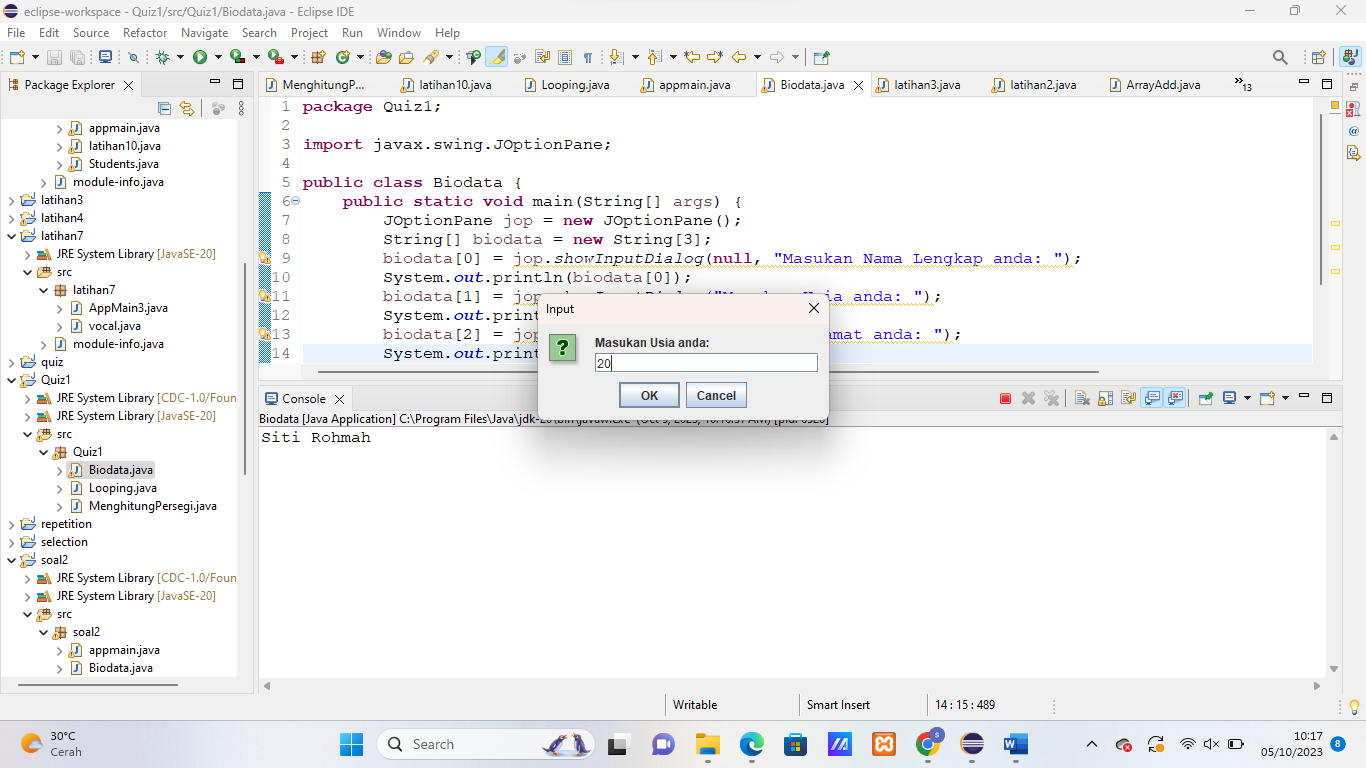 eclipse-workspace - Quiz1/src/Quiz1/Biodata.java - Eclipse IDE
File Edit Source Refactor Navigate Search Project Run Window Help
Package Explorer
appmain.java
latihan10.java
Students.java
module-info.java
latihan3
latihan4
latihan7
JRE System Library [JavaSE-20]
src
latihan7
AppMain3.java
vocal.java
module-info.java
quiz
Quiz1
JRE System Library [CDC-1.0/Foun
JRE System Library [JavaSE-20]
src
Quiz1
Biodata.java
Looping.java
MenghitungPersegi.java
repetition
selection
soal2
JRE System Library [CDC-1.0/Foun
JRE System Library [JavaSE-20]
src
soal2
appmain.java
Biodata.java
MenghitungP... latihan10.java Looping.java appmain.java Biodata.java latihan3.java latihan2.java ArrayAdd.java »13
1 package Quiz1;
2
3 import javax.swing.JOptionPane;
4
5 public class Biodata {
6 public static void main(String[] args) {
7 JOptionPane jop = new JOptionPane();
8 String[] biodata = new String[3];
9 biodata[0] = jop.showInputDialog(null, "Masukan Nama Lengkap anda: ");
10 System.out.println(biodata[0]);
11 biodata[1] = jop ia anda: ");
12 System.out.print
13 biodata[2] = jop amat anda: ");
14 System.out.print
Input
Masukan Usia anda:
20
OK Cancel
Console
Biodata [Java Application] C:\Program Files\Java\jdk-20\bin\javaw.exe
Siti Rohmah
Writable Smart Insert 14 : 15 : 489
30°C
Cerah
Search
10:17
05/10/2023
8